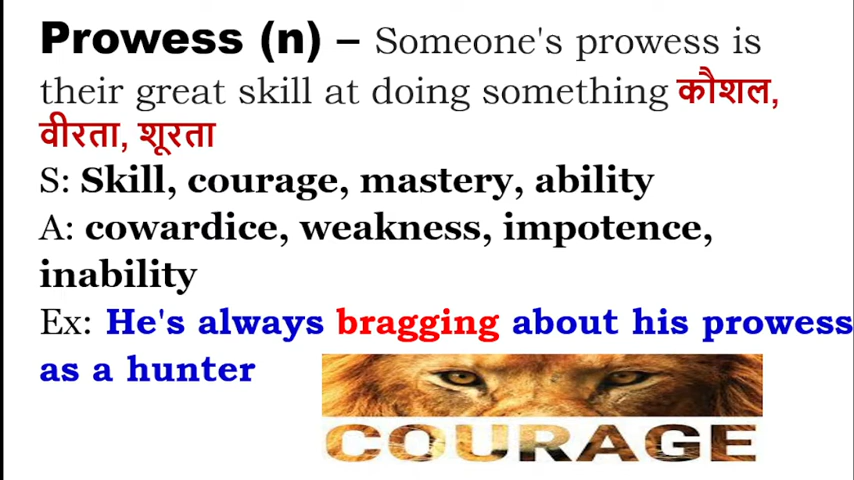 Prowess (n) – Someone's prowess is
their great skill at doing something कौशल,
वीरता, शूरता
S: Skill, courage, mastery, ability
A: cowardice, weakness, impotence,
inability
Ex: He's always bragging about his prowess
as a hunter
COURAGE